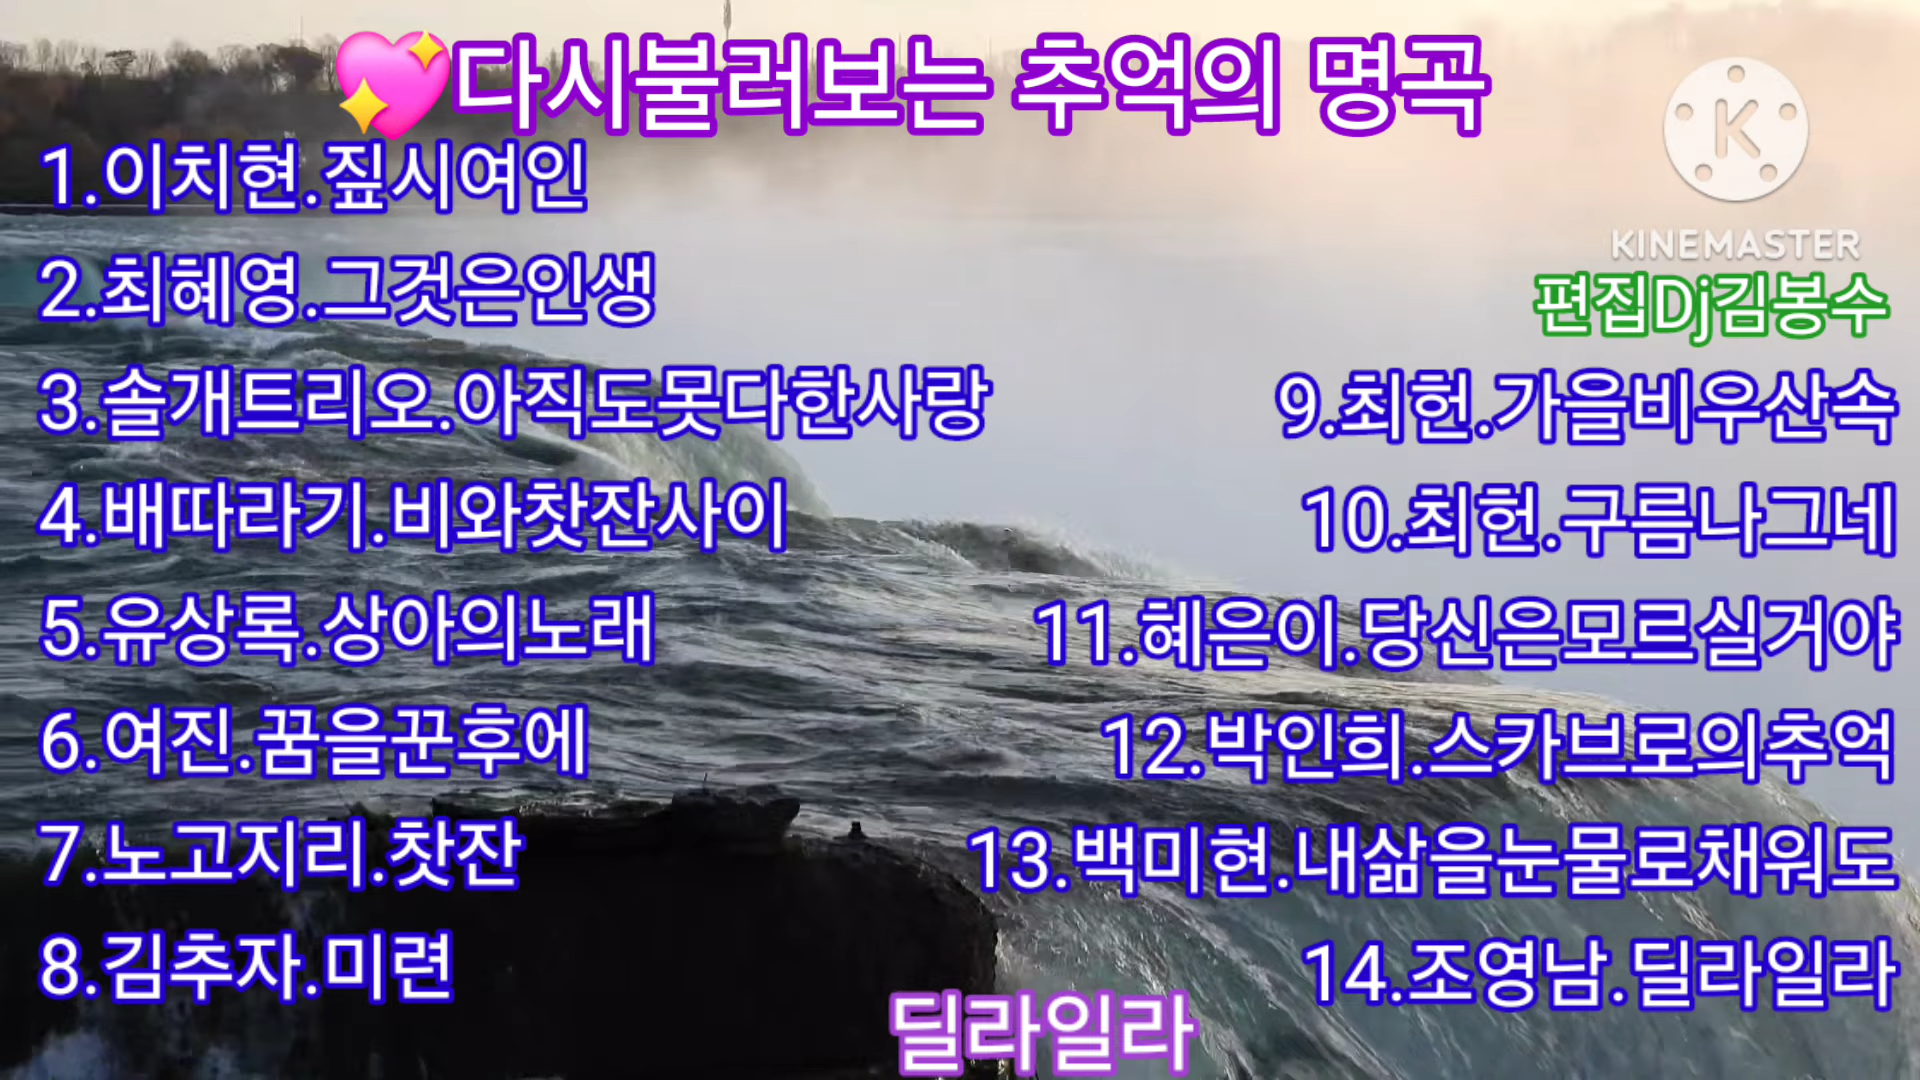 💖다시불러보는 추억의 명곡
1.이치현.짚시여인
2.최혜영.그것은인생
3.솔개트리오.아직도못다한사랑
4.배따라기.비와찻잔사이
5.유상록.상아의노래
6.여진.꿈을꾼후에
7.노고지리.찻잔
8.김추자.미련
K
KINEMASTER
편집Dj김봉수
9.최헌.가을비우산속
10.최헌.구름나그네
11.혜은이.당신은모르실거야
12.박인희.스카브로의추억
13.백미현.내삶을눈물로채워도
14.조영남.딜라일라
딜라일라